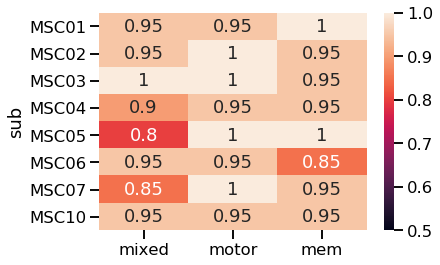 MSC01 0.95 0.95 1
MSC02 0.95 1 0.95
MSC03 1 1 0.95
MSC04 0.9 0.95 0.95
MSC05 0.8 1 1
MSC06 0.95 0.95 0.85
MSC07 0.85 1 0.95
MSC10 0.95 0.95 0.95
sub
mixed motor mem
1.0
0.9
0.8
0.7
0.6
0.5